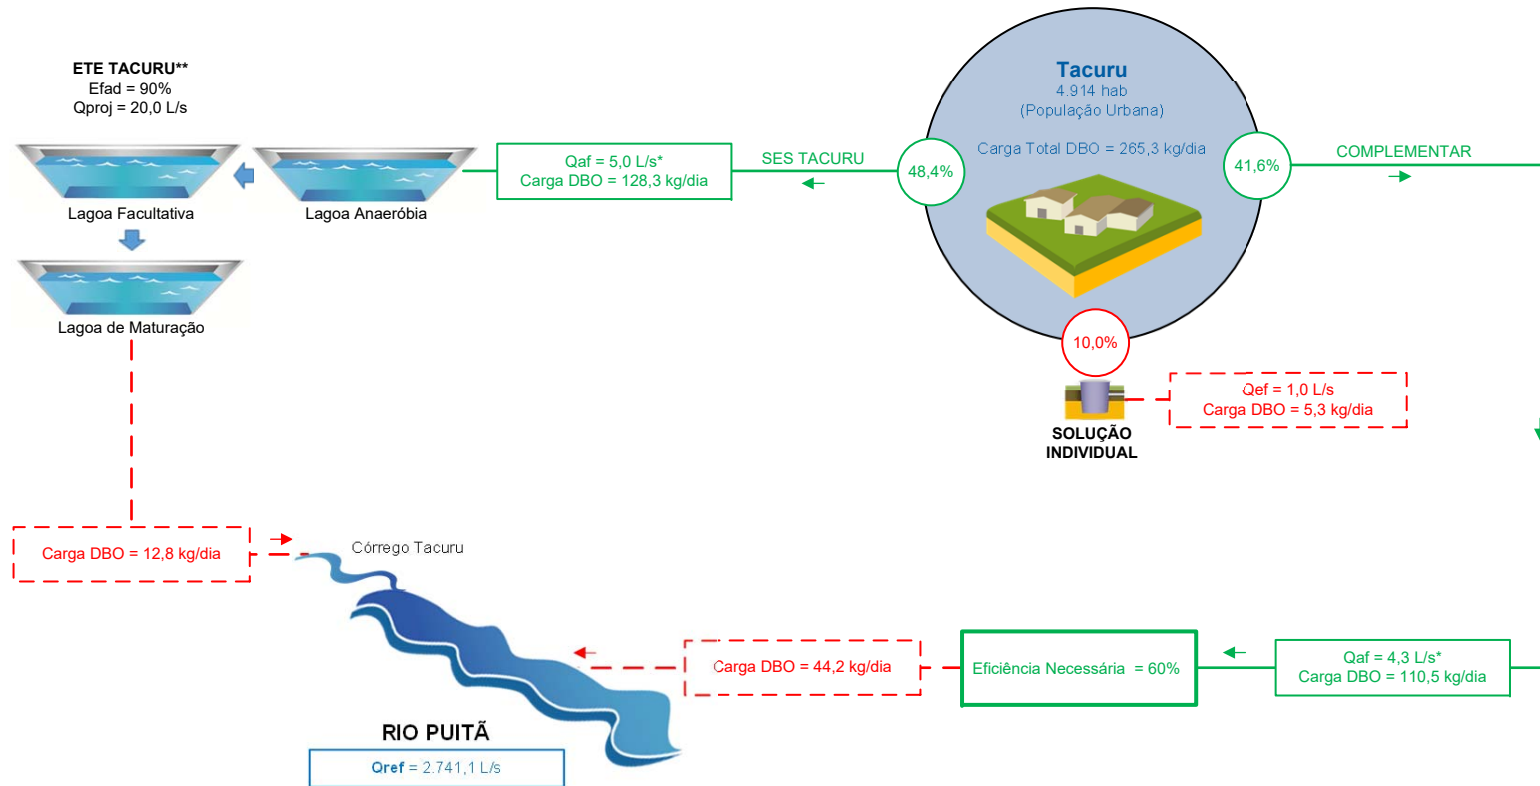 ETE TACURU**
Efad = 90%
Qproj = 20,0 L/s
Lagoa Facultativa
Lagoa Anaeróbia
Lagoa de Maturação
Qaf = 5,0 L/s*
Carga DBO = 128,3 kg/dia
SES TACURU
48,4%
Tacuru
4.914 hab
(População Urbana)
Carga Total DBO = 265,3 kg/dia
41,6%
COMPLEMENTAR
10,0%
SOLUÇÃO
INDIVIDUAL
Qef = 1,0 L/s
Carga DBO = 5,3 kg/dia
Carga DBO = 12,8 kg/dia
Córrego Tacuru
Carga DBO = 44,2 kg/dia
Eficiência Necessária = 60%
Qaf = 4,3 L/s*
Carga DBO = 110,5 kg/dia
RIO PUITÃ
Qref = 2.741,1 L/s